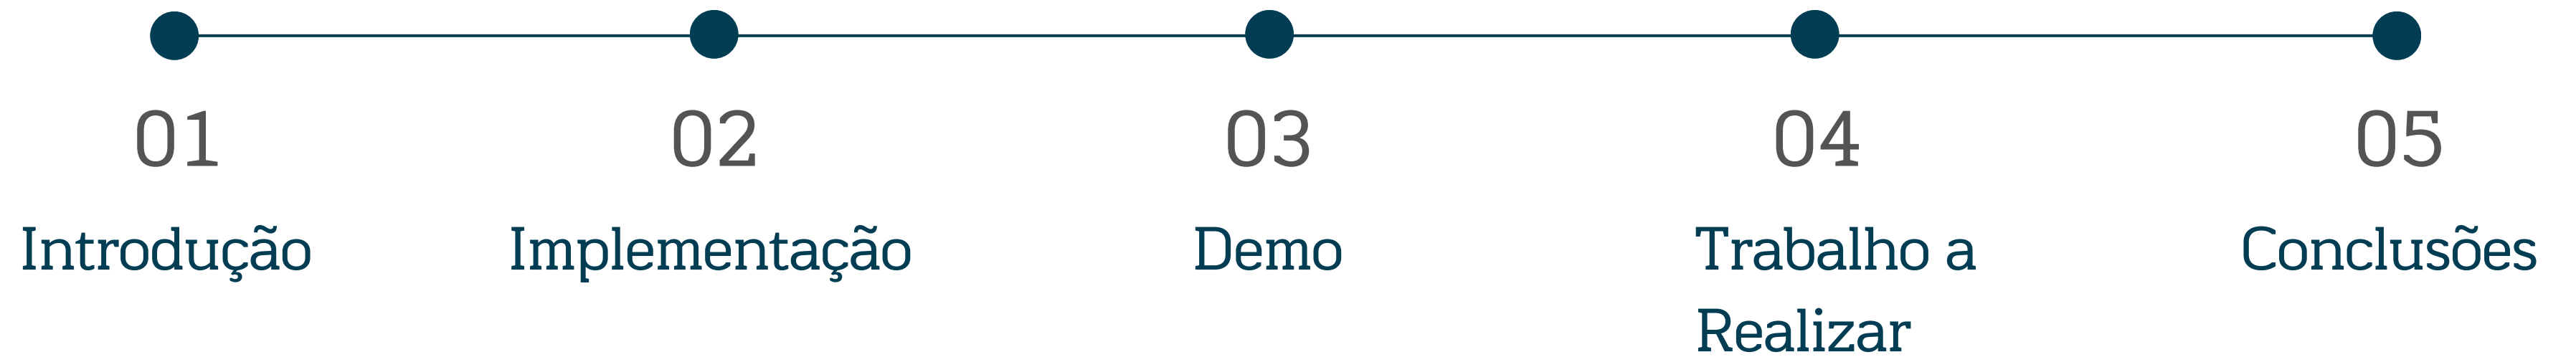 01
02
03
04
05
Introdução
Implementação
Demo
Trabalho a
Realizar
Conclusões